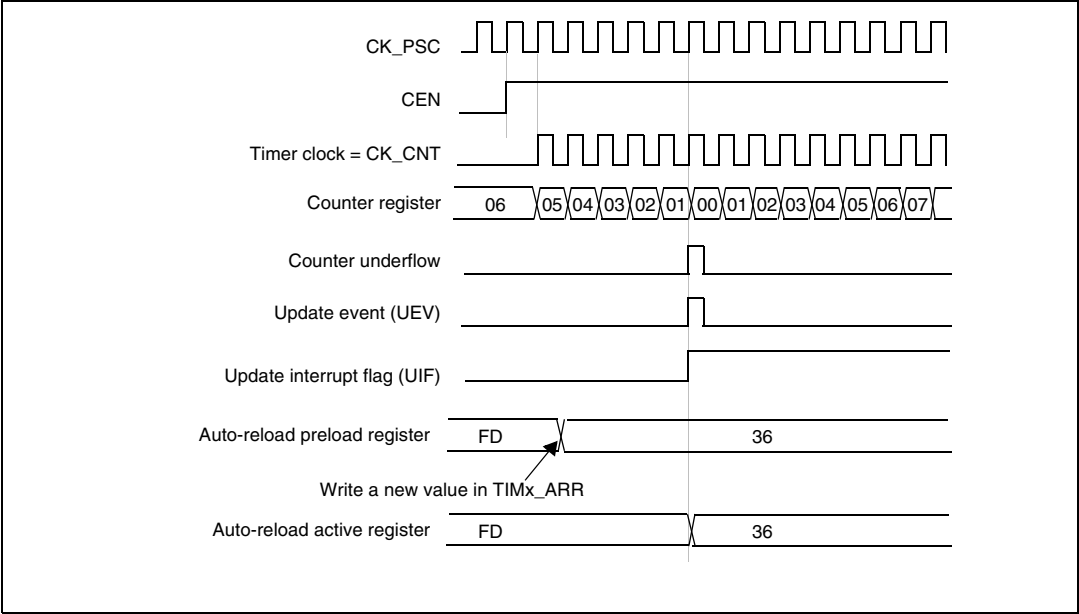 CK_PSC
CEN
Timer clock = CK_CNT
Counter register 06 05 04 03 02 01 00 01 02 03 04 05 06 07
Counter underflow
Update event (UEV)
Update interrupt flag (UIF)
Auto-reload preload register FD 36
Write a new value in TIMx_ARR
Auto-reload active register FD 36